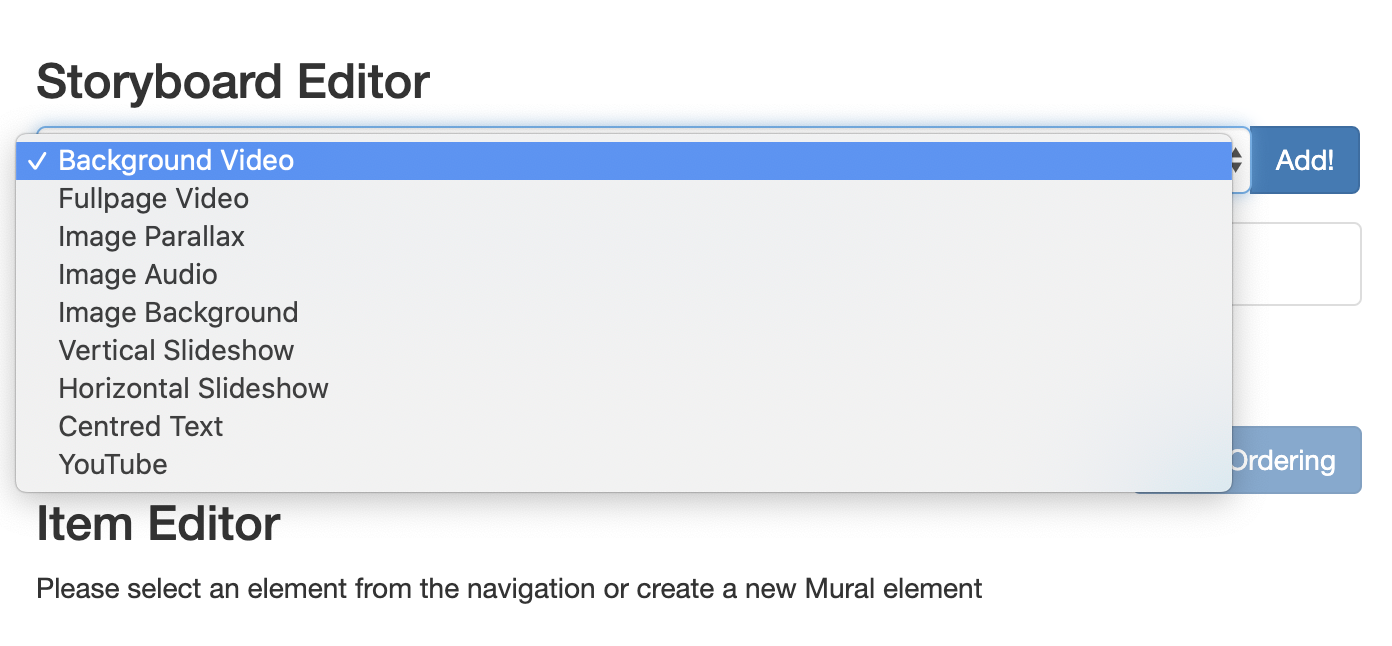 Storyboard Editor
✓ Background Video
Add!
Fullpage Video
Image Parallax
Image Audio
Image Background
Vertical Slideshow
Horizontal Slideshow
Centred Text
YouTube
Ordering
Item Editor
Please select an element from the navigation or create a new Mural element